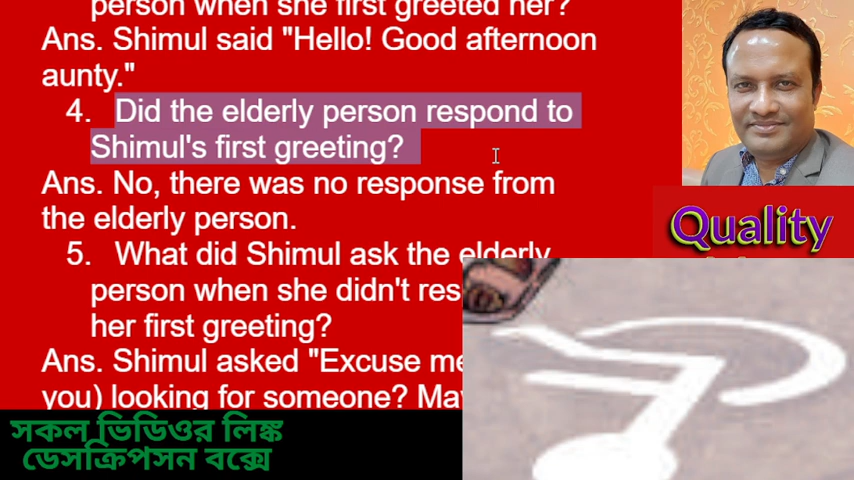 person when she first greeted her?
Ans. Shimul said "Hello! Good afternoon
aunty."
4. Did the elderly person respond to
Shimul's first greeting?
Ans. No, there was no response from
the elderly person.
5. What did Shimul ask the elderly
person when she didn't res
her first greeting?
Ans. Shimul asked "Excuse me
you) looking for someone? Ma
Quality
সকল ভিডিওর লিঙ্ক
ডেসক্রিপসন বক্সে